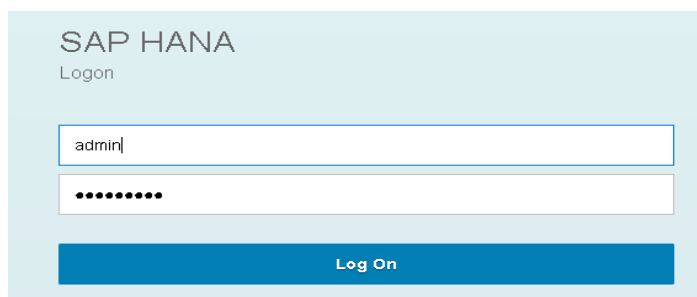 SAP HANA
Logon
admin
•••••••••
Log On